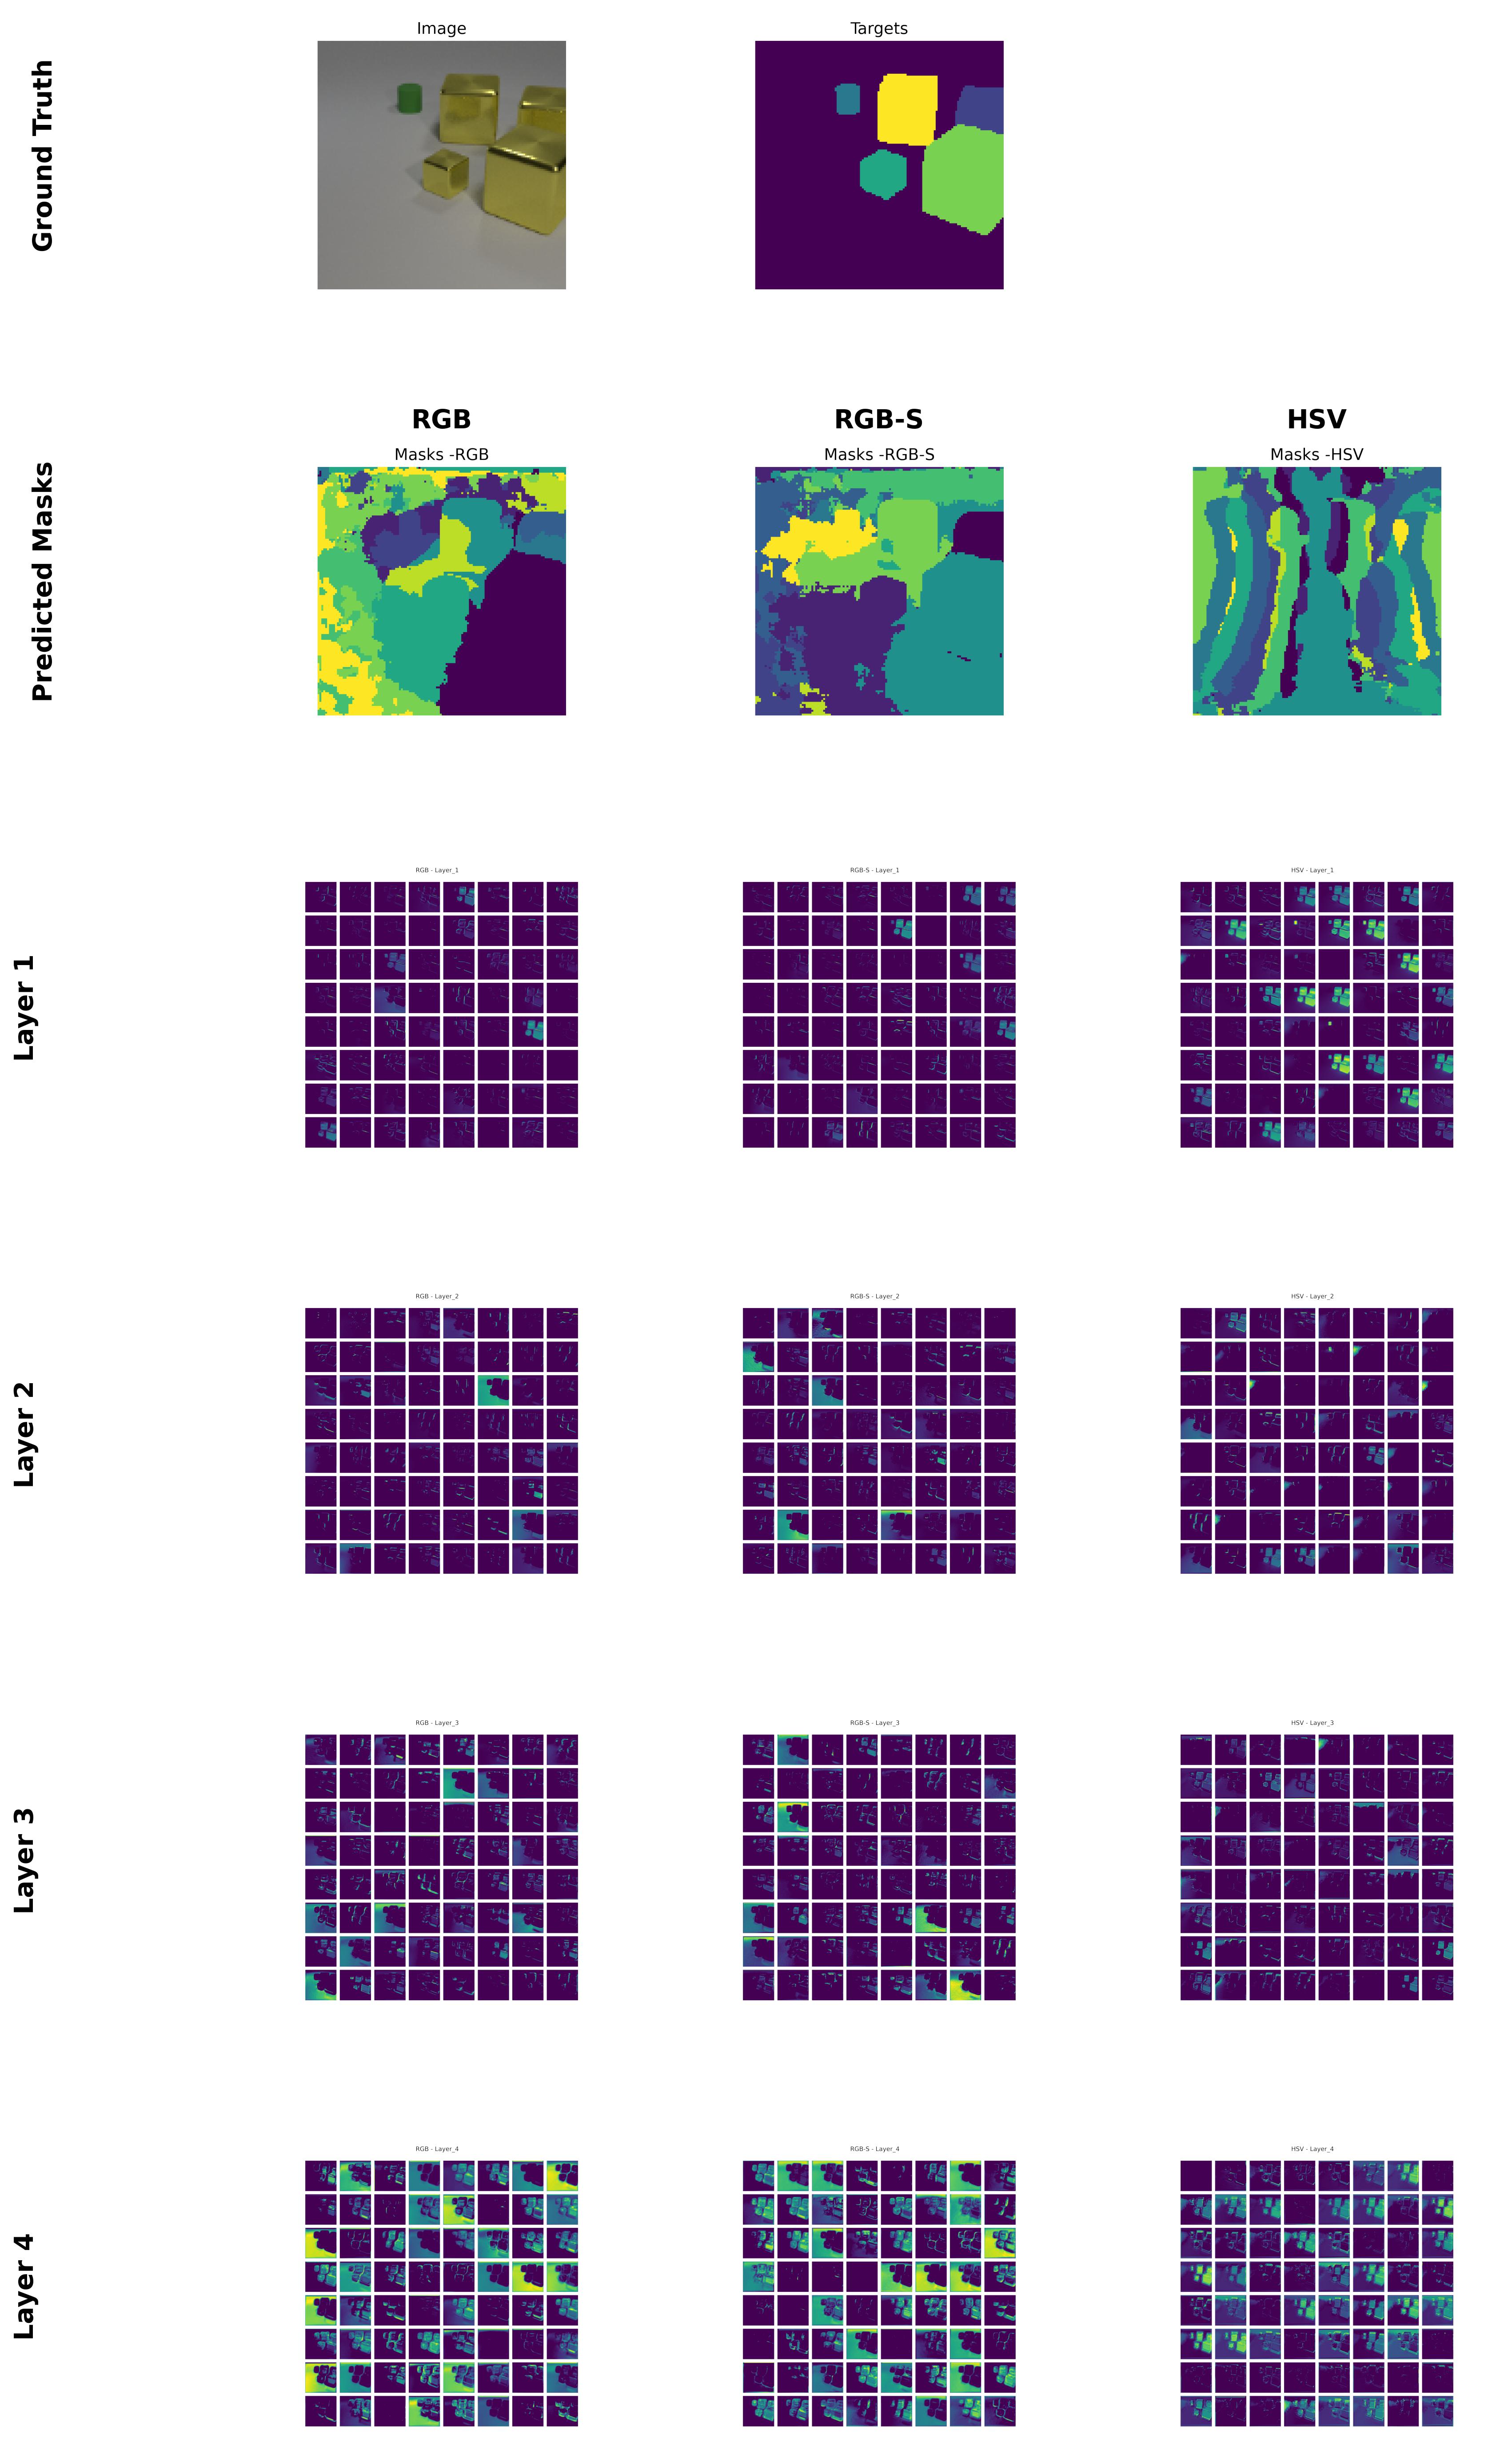 Ground Truth
Image
Targets
Predicted Masks
RGB
RGB-S
HSV
Masks -RGB
Masks -RGB-S
Masks -HSV
Layer 1
RGB - Layer_1
RGB-S - Layer_1
HSV - Layer_1
Layer 2
RGB - Layer_2
RGB-S - Layer_2
HSV - Layer_2
Layer 3
RGB - Layer_3
RGB-S - Layer_3
HSV - Layer_3
Layer 4
RGB - Layer_4
RGB-S - Layer_4
HSV - Layer_4